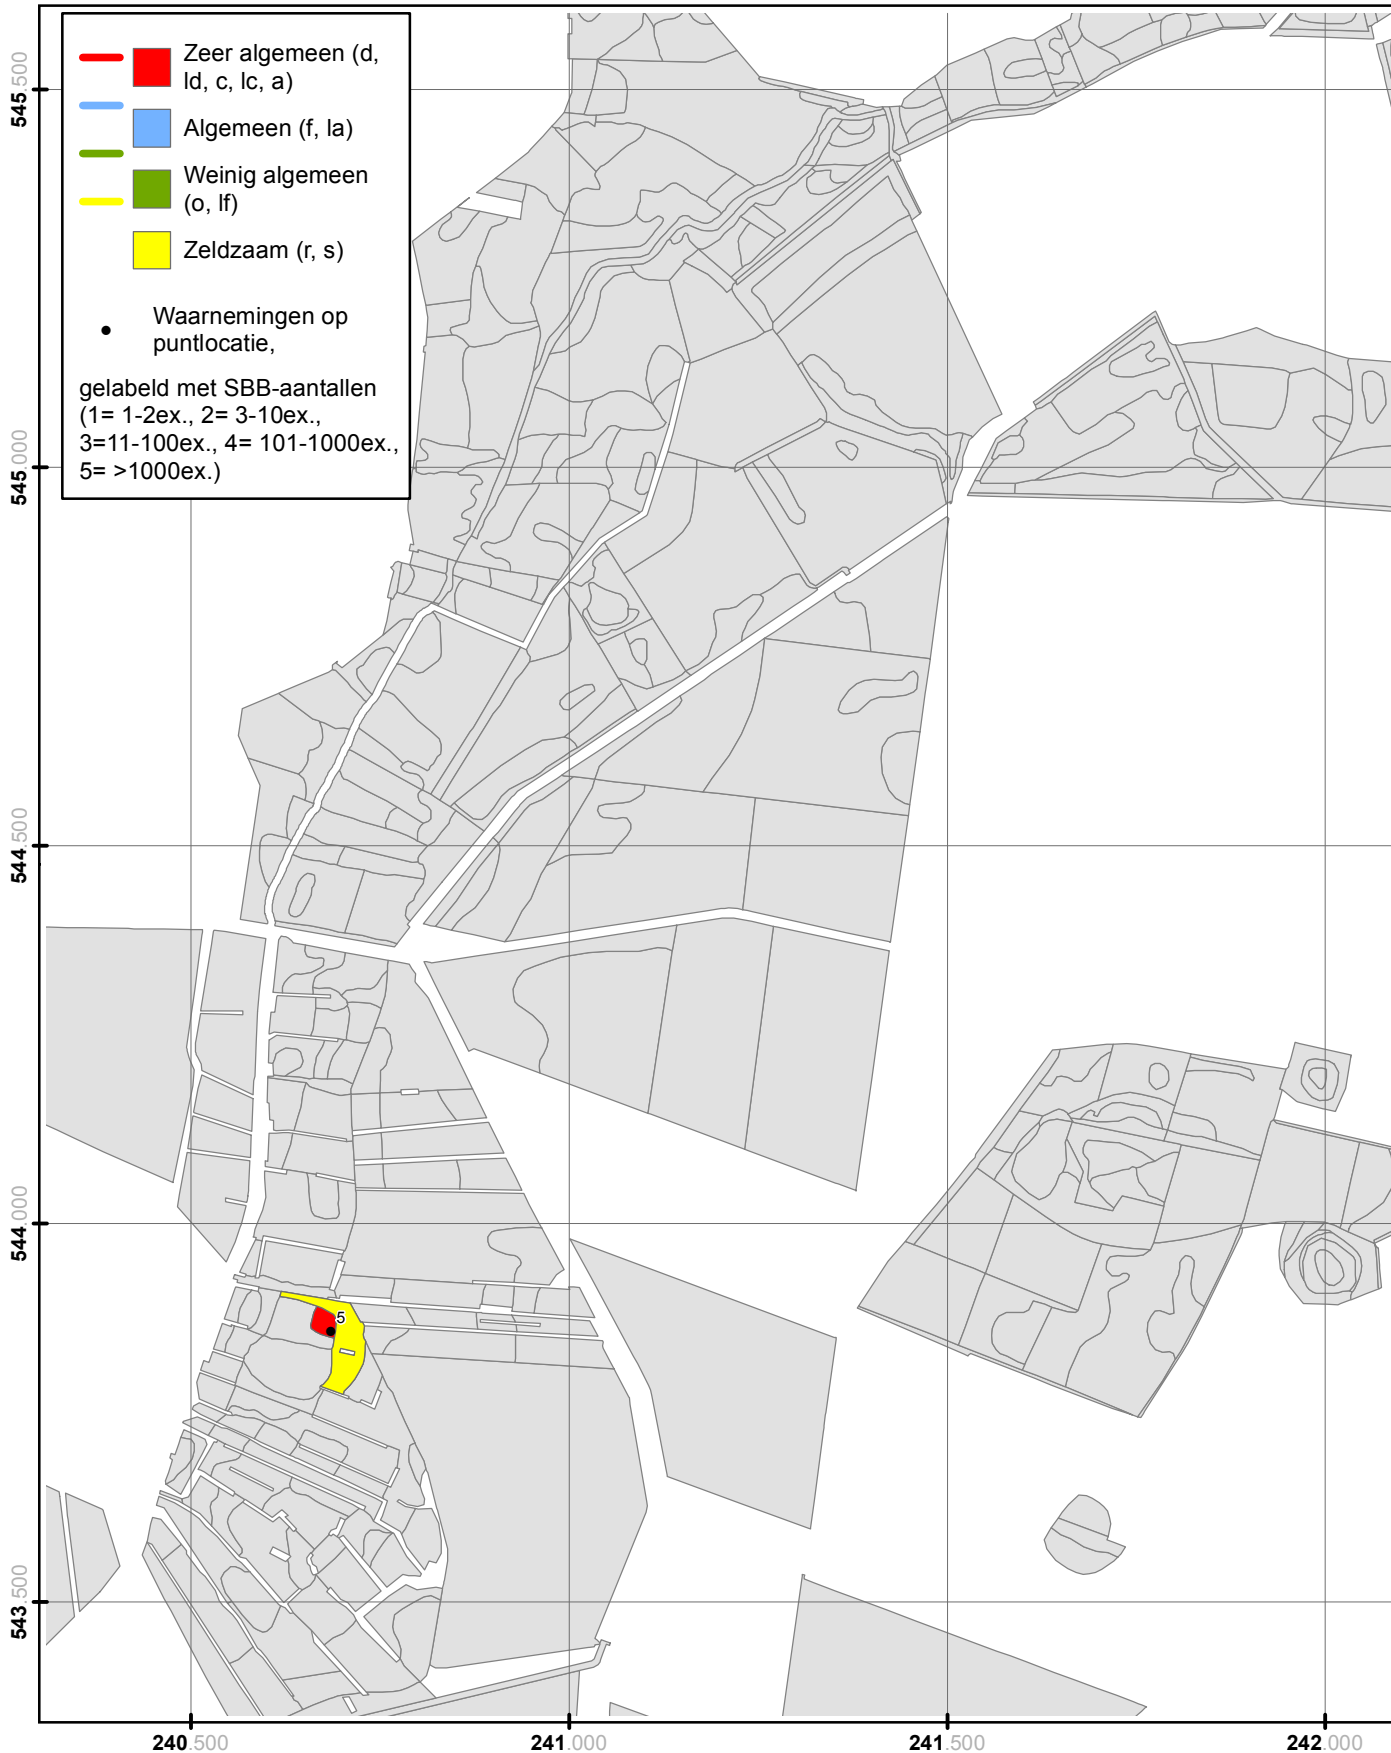 Zeer algemeen (d,
ld, c, lc, a)
Algemeen (f, la)
Weinig algemeen
(o, lf)
Zeldzaam (r, s)
Waarnemingen op
puntlocatie,
gelabeld met SBB-aantallen
(1= 1-2ex., 2= 3-10ex.,
3=11-100ex., 4= 101-1000ex.,
5= >1000ex.)
545.500
545.000
544.500
544.000
543.500
5
240.500
241.000
241.500
242.000